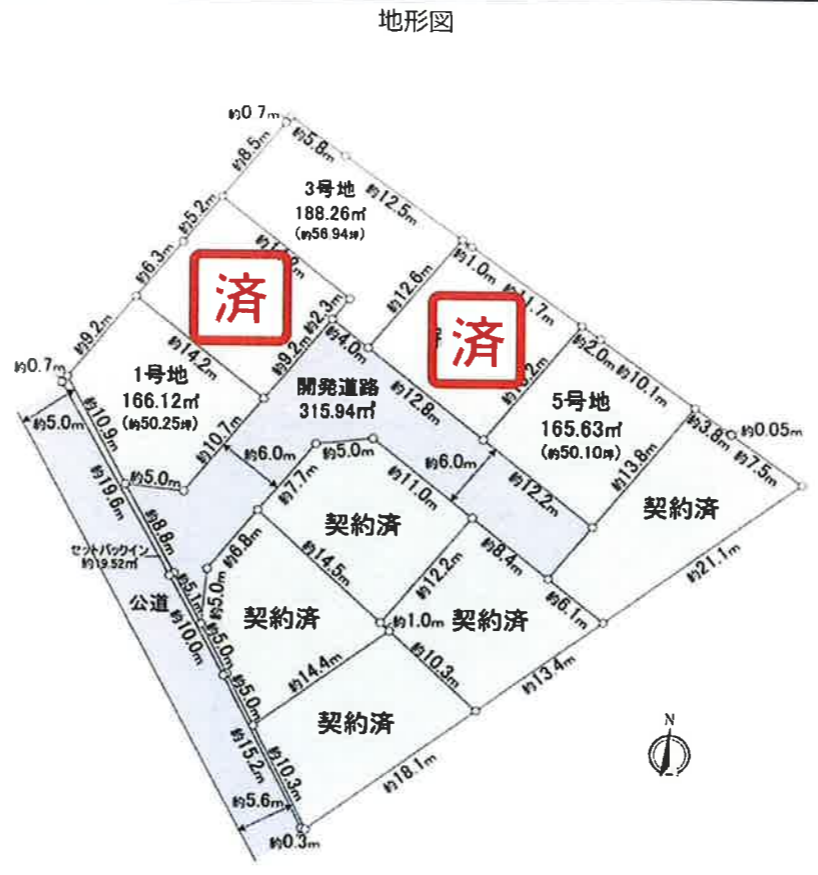 地形図
約0.7m
約5.8m
約8.5m
3号地
188.26㎡
(約56.94坪)
約12.5m
約5.2m
約6.3m
済
約2.3m
約12.6m
約1.0m
約11.7m
済
約9.2m
約14.2m
約9.2m
約4.0m
約2.0m
約10.1m
約0.7m
1号地
166.12㎡
(約50.25坪)
開発道路
315.94㎡
約12.8m
5号地
165.63㎡
(約50.10坪)
約3.8m
約0.05m
約7.5m
約5.0m
約10.9m
約10.7m
約6.0m
約5.0m
約6.0m
約13.8m
約12.2m
約5.0m
約19.6m
約7.7m
約11.0m
契約済
契約済
約8.8m
約6.8m
約14.5m
約12.2m
約8.4m
約21.1m
セットバックイン
約19.52㎡
公道
約5.1m
約5.0m
契約済
約1.0m
契約済
約6.1m
約10.0m
約5.0m
約14.4m
約10.3m
約13.4m
約5.0m
契約済
約15.2m
約10.3m
約18.1m
約5.6m
約0.3m
N